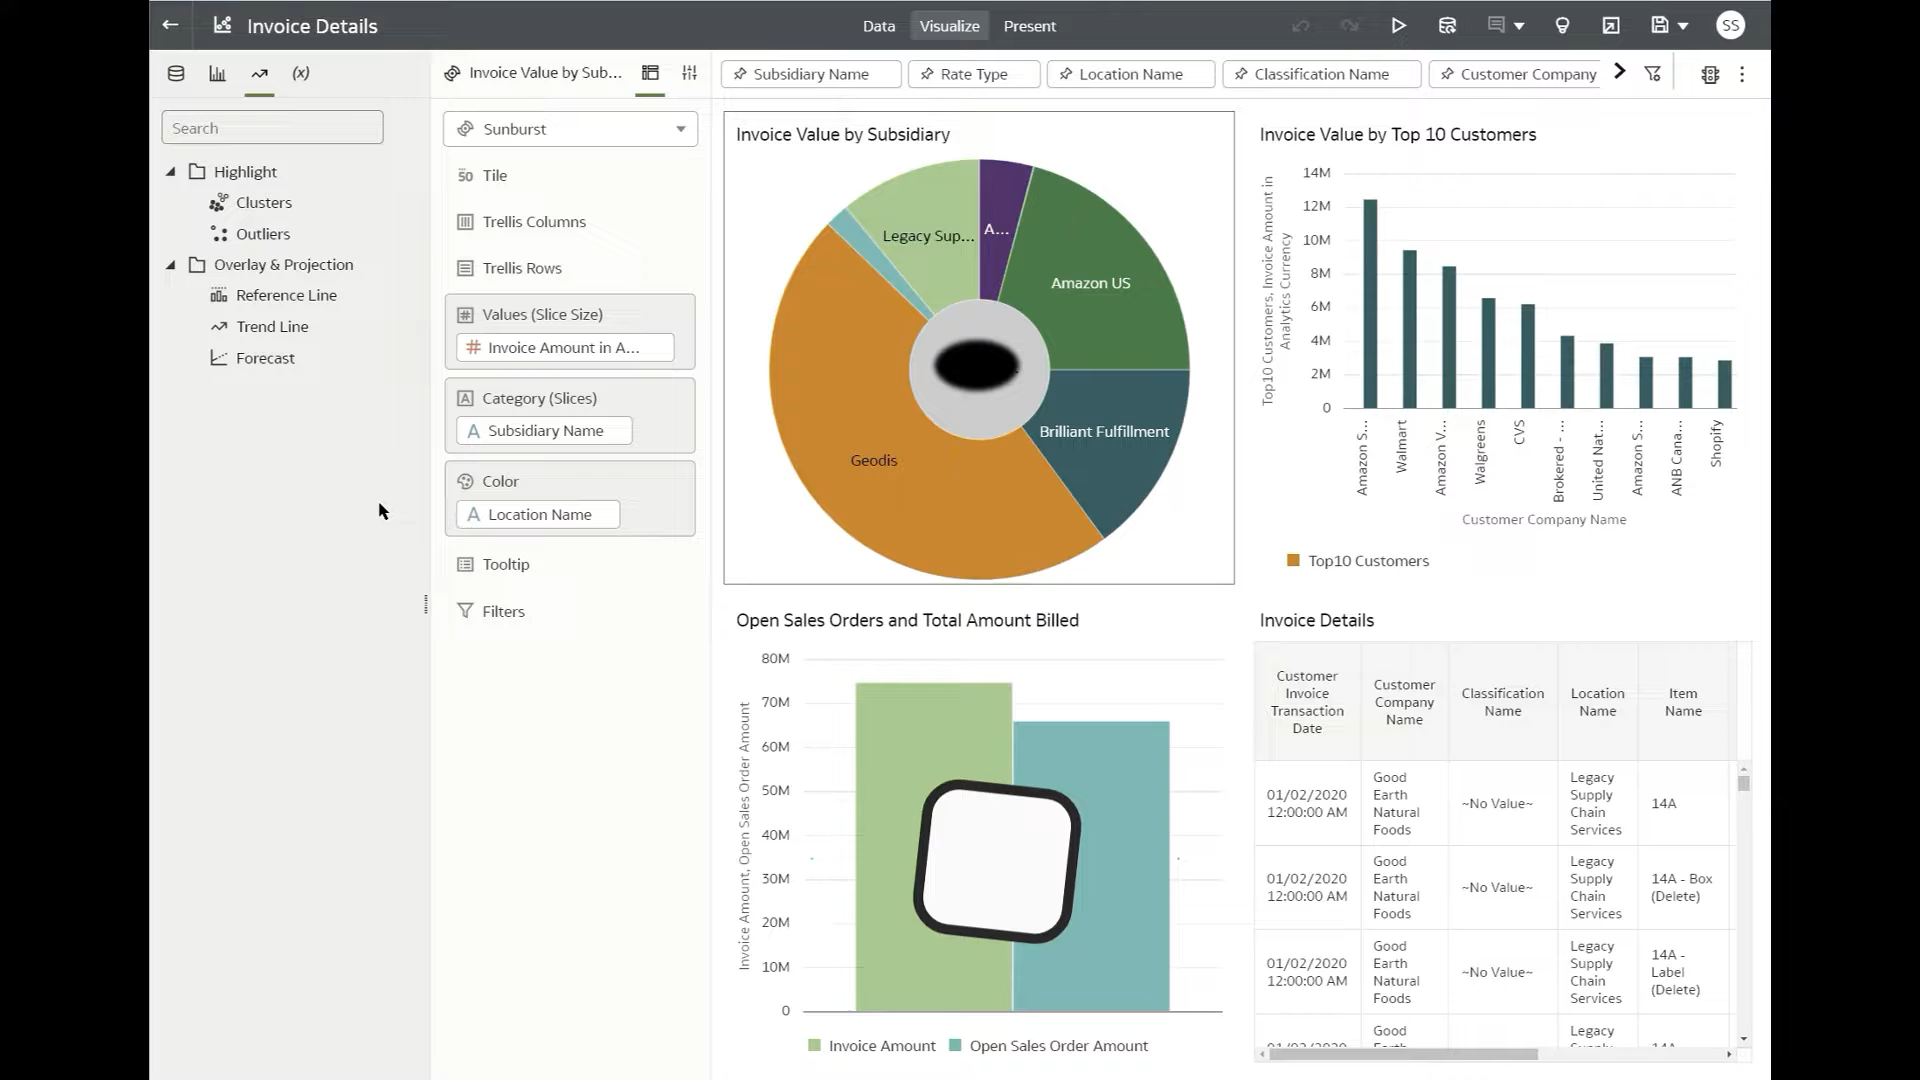 Invoice Details
Data
Visualize
Present
SS
(x)
Invoice Value by Sub...
Subsidiary Name
Rate Type
Location Name
Classification Name
Customer Company
Search
Highlight
Clusters
Outliers
Overlay & Projection
Reference Line
Trend Line
Forecast
Sunburst
50 Tile
Trellis Columns
Trellis Rows
Values (Slice Size)
# Invoice Amount in A...
Category (Slices)
A Subsidiary Name
Color
A Location Name
Tooltip
Filters
Invoice Value by Subsidiary
Legacy Sup...
A...
Amazon US
Brilliant Fulfillment
Geodis
Invoice Value by Top 10 Customers
Top10 Customers, Invoice Amount in
Analytics Currency
14M
12M
10M
8M
6M
4M
2M
0
Amazon S...
Walmart
Amazon V...
Walgreens
CVS
Brokered - ...
United Nat...
Amazon S...
ANB Cana...
Shopify
Customer Company Name
Top10 Customers
Open Sales Orders and Total Amount Billed
Invoice Amount, Open Sales Order Amount
80M
70M
60M
50M
40M
30M
20M
10M
0
Invoice Amount
Open Sales Order Amount
Invoice Details
Customer
Invoice
Transaction
Date
Customer
Company
Name
Classification
Name
Location
Name
Item
Name
01/02/2020
12:00:00 AM
Good
Earth
Natural
Foods
~No Value~
Legacy
Supply
Chain
Services
14A
01/02/2020
12:00:00 AM
Good
Earth
Natural
Foods
~No Value~
Legacy
Supply
Chain
Services
14A - Box
(Delete)
01/02/2020
12:00:00 AM
Good
Earth
Natural
Foods
~No Value~
Legacy
Supply
Chain
Services
14A -
Label
(Delete)
Good
Legacy